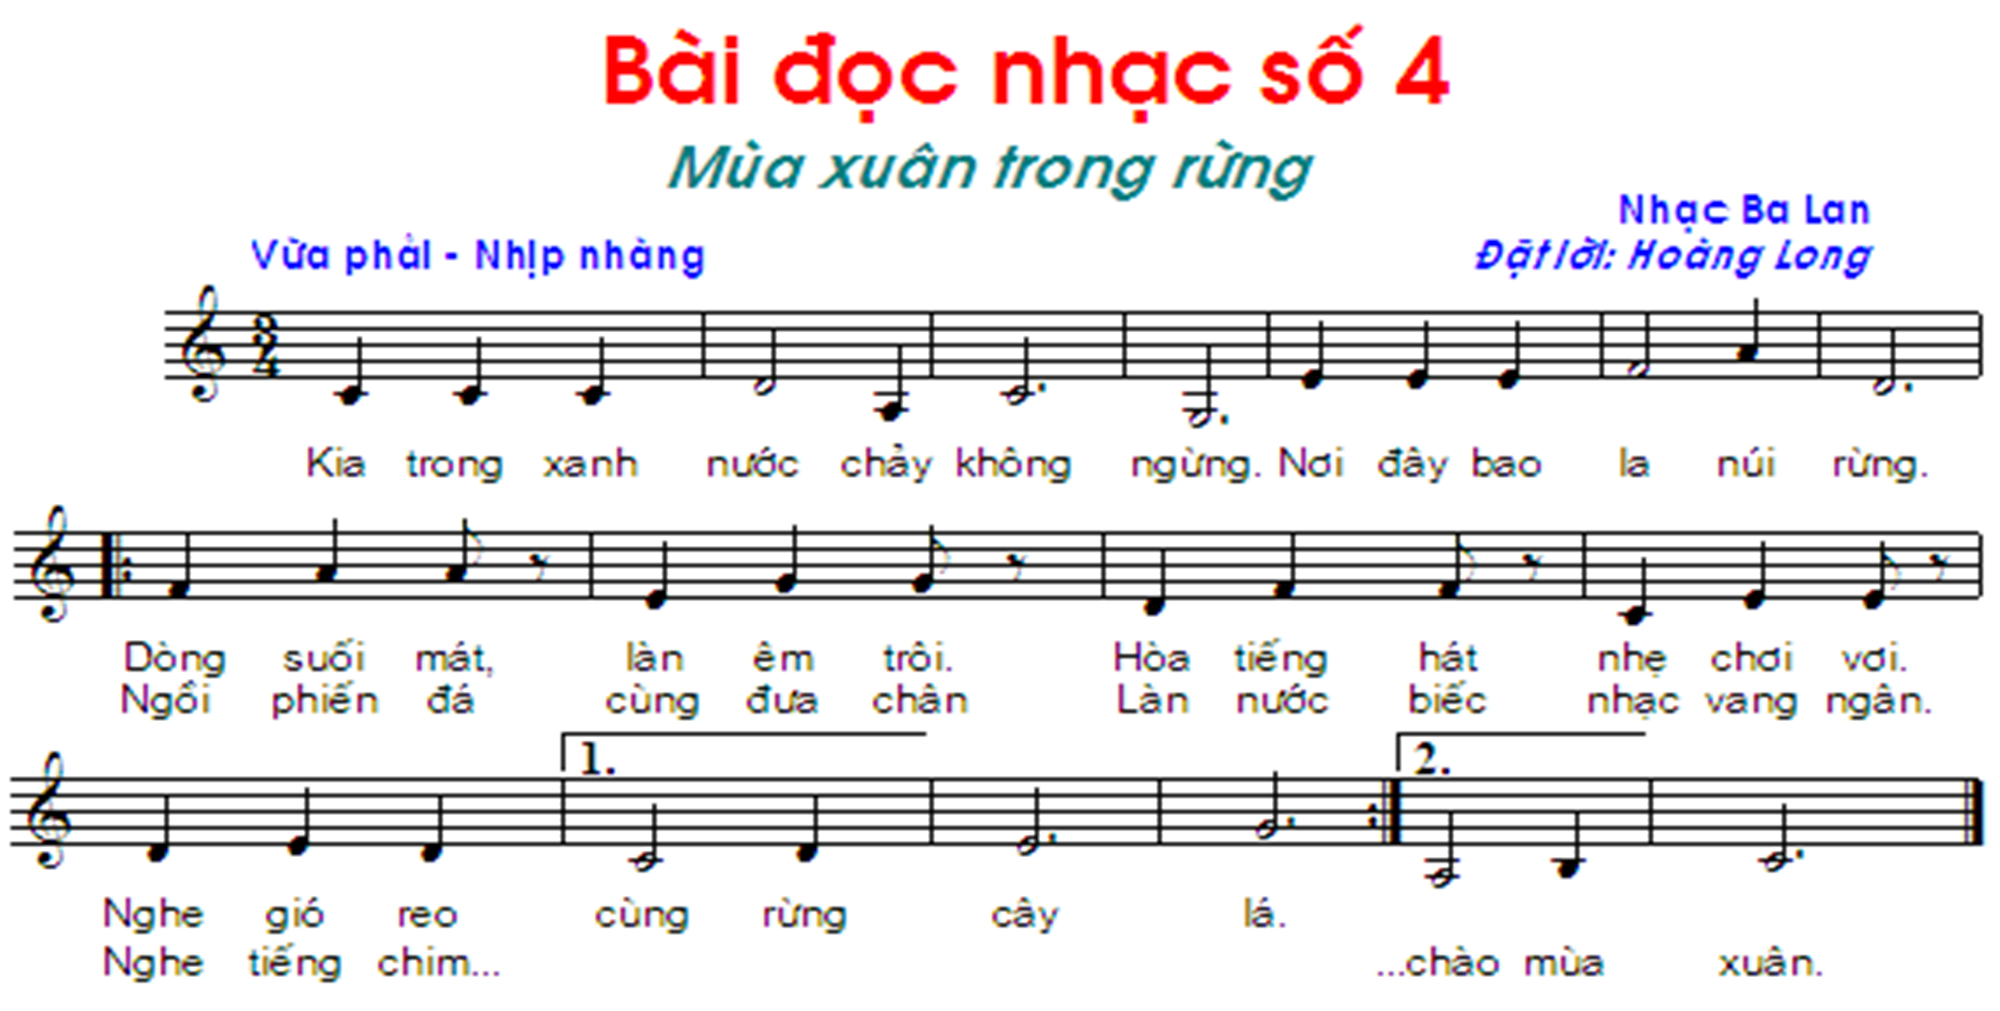 Bài đọc nhạc số 4
Mùa xuân trong rừng
Nhạc Ba Lan
Vừa phải - Nhịp nhàng
Đặt lời: Hoàng Long
3
4
Kia trong xanh nước chảy không ngừng. Nơi đây bao la núi rừng.
Dòng suối mát, làn êm trôi. Hòa tiếng hát nhẹ chơi vơi.
Ngồi phiến đá cùng đưa chân Làn nước biếc nhạc vang ngân.
1. 2.
Nghe gió reo cùng rừng cây lá.
Nghe tiếng chim... ...chào mùa xuân.